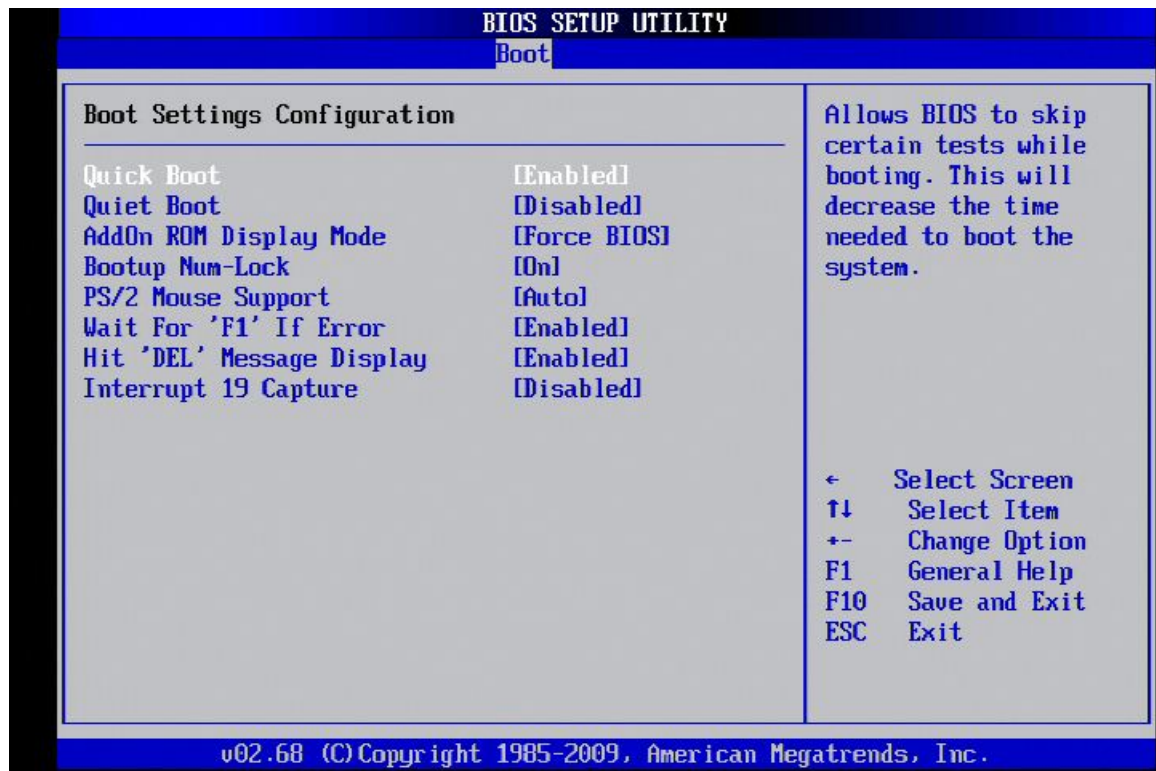 BIOS SETUP UTILITY
Boot
Boot Settings Configuration
Quick Boot [Enabled]
Quiet Boot [Disabled]
AddOn ROM Display Mode [Force BIOS]
Bootup Num-Lock [On]
PS/2 Mouse Support [Auto]
Wait For 'F1' If Error [Enabled]
Hit 'DEL' Message Display [Enabled]
Interrupt 19 Capture [Disabled]
Allows BIOS to skip
certain tests while
booting. This will
decrease the time
needed to boot the
system.
← Select Screen
↑↓ Select Item
+- Change Option
F1 General Help
F10 Save and Exit
ESC Exit
v02.68 (C)Copyright 1985-2009, American Megatrends, Inc.